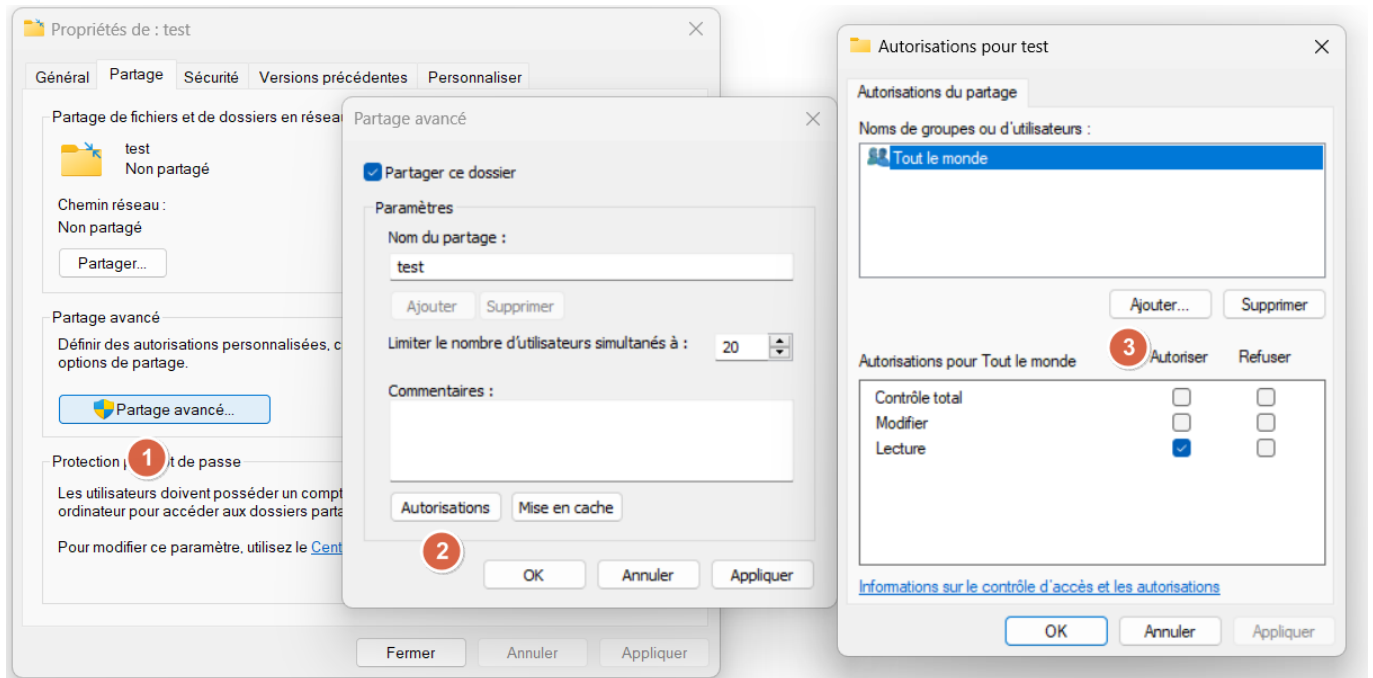 Propriétés de : test
Général Partage Sécurité Versions précédentes Personnaliser
Partage de fichiers et de dossiers en réseau
test
Non partagé
Chemin réseau :
Non partagé
Partager...
Partage avancé
Définir des autorisations personnalisées, c
options de partage.
Partage avancé...
1
Protection p t de passe
Les utilisateurs doivent posséder un compt
ordinateur pour accéder aux dossiers parta
Pour modifier ce paramètre, utilisez le Cent
Fermer Annuler Appliquer
Partage avancé
Partager ce dossier
Paramètres
Nom du partage :
test
Ajouter Supprimer
Limiter le nombre d'utilisateurs simultanés à : 20
Commentaires :
Autorisations Mise en cache
2
OK Annuler Appliquer
Autorisations pour test
Autorisations du partage
Noms de groupes ou d'utilisateurs :
Tout le monde
Ajouter... Supprimer
3
Autorisations pour Tout le monde Autoriser Refuser
Contrôle total
Modifier
Lecture
Informations sur le contrôle d'accès et les autorisations
OK Annuler Appliquer